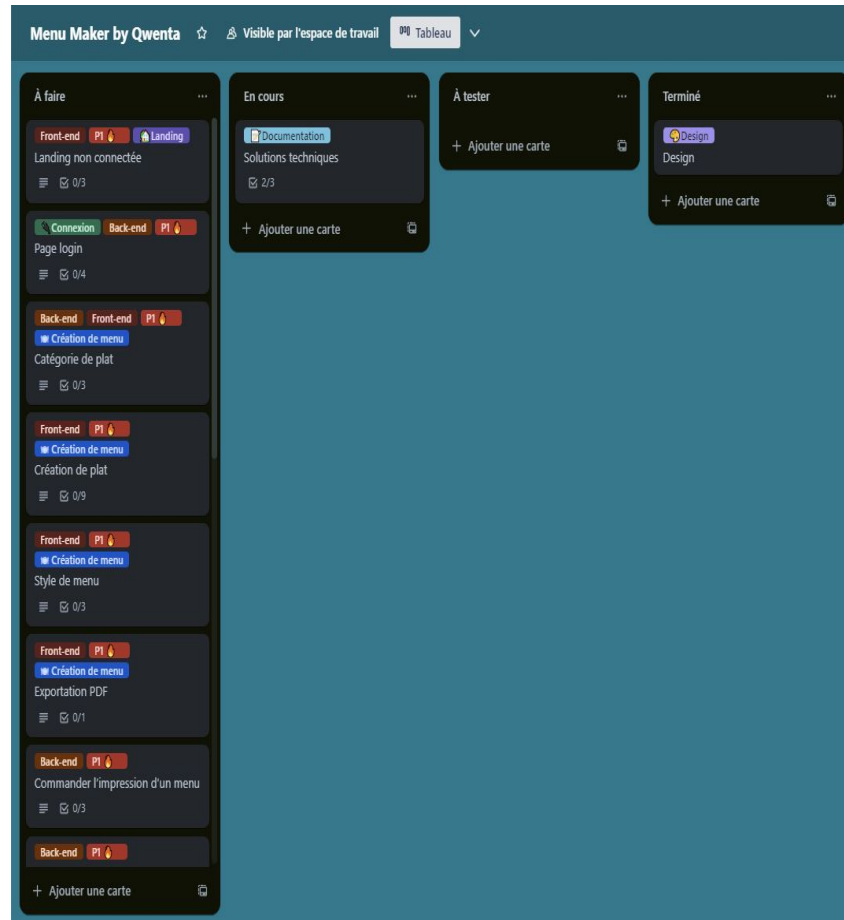 Menu Maker by Qwenta Visible par l'espace de travail Tableau
À faire
Front-end P1 Landing
Landing non connectée
0/3
Connexion Back-end P1
Page login
0/4
Back-end Front-end P1
Création de menu
Catégorie de plat
0/3
Front-end P1
Création de menu
Création de plat
0/9
Front-end P1
Création de menu
Style de menu
0/3
Front-end P1
Création de menu
Exportation PDF
0/1
Back-end P1
Commander l'impression d'un menu
0/3
Back-end P1
+ Ajouter une carte
En cours
Documentation
Solutions techniques
2/3
+ Ajouter une carte
À tester
+ Ajouter une carte
Terminé
Design
Design
+ Ajouter une carte